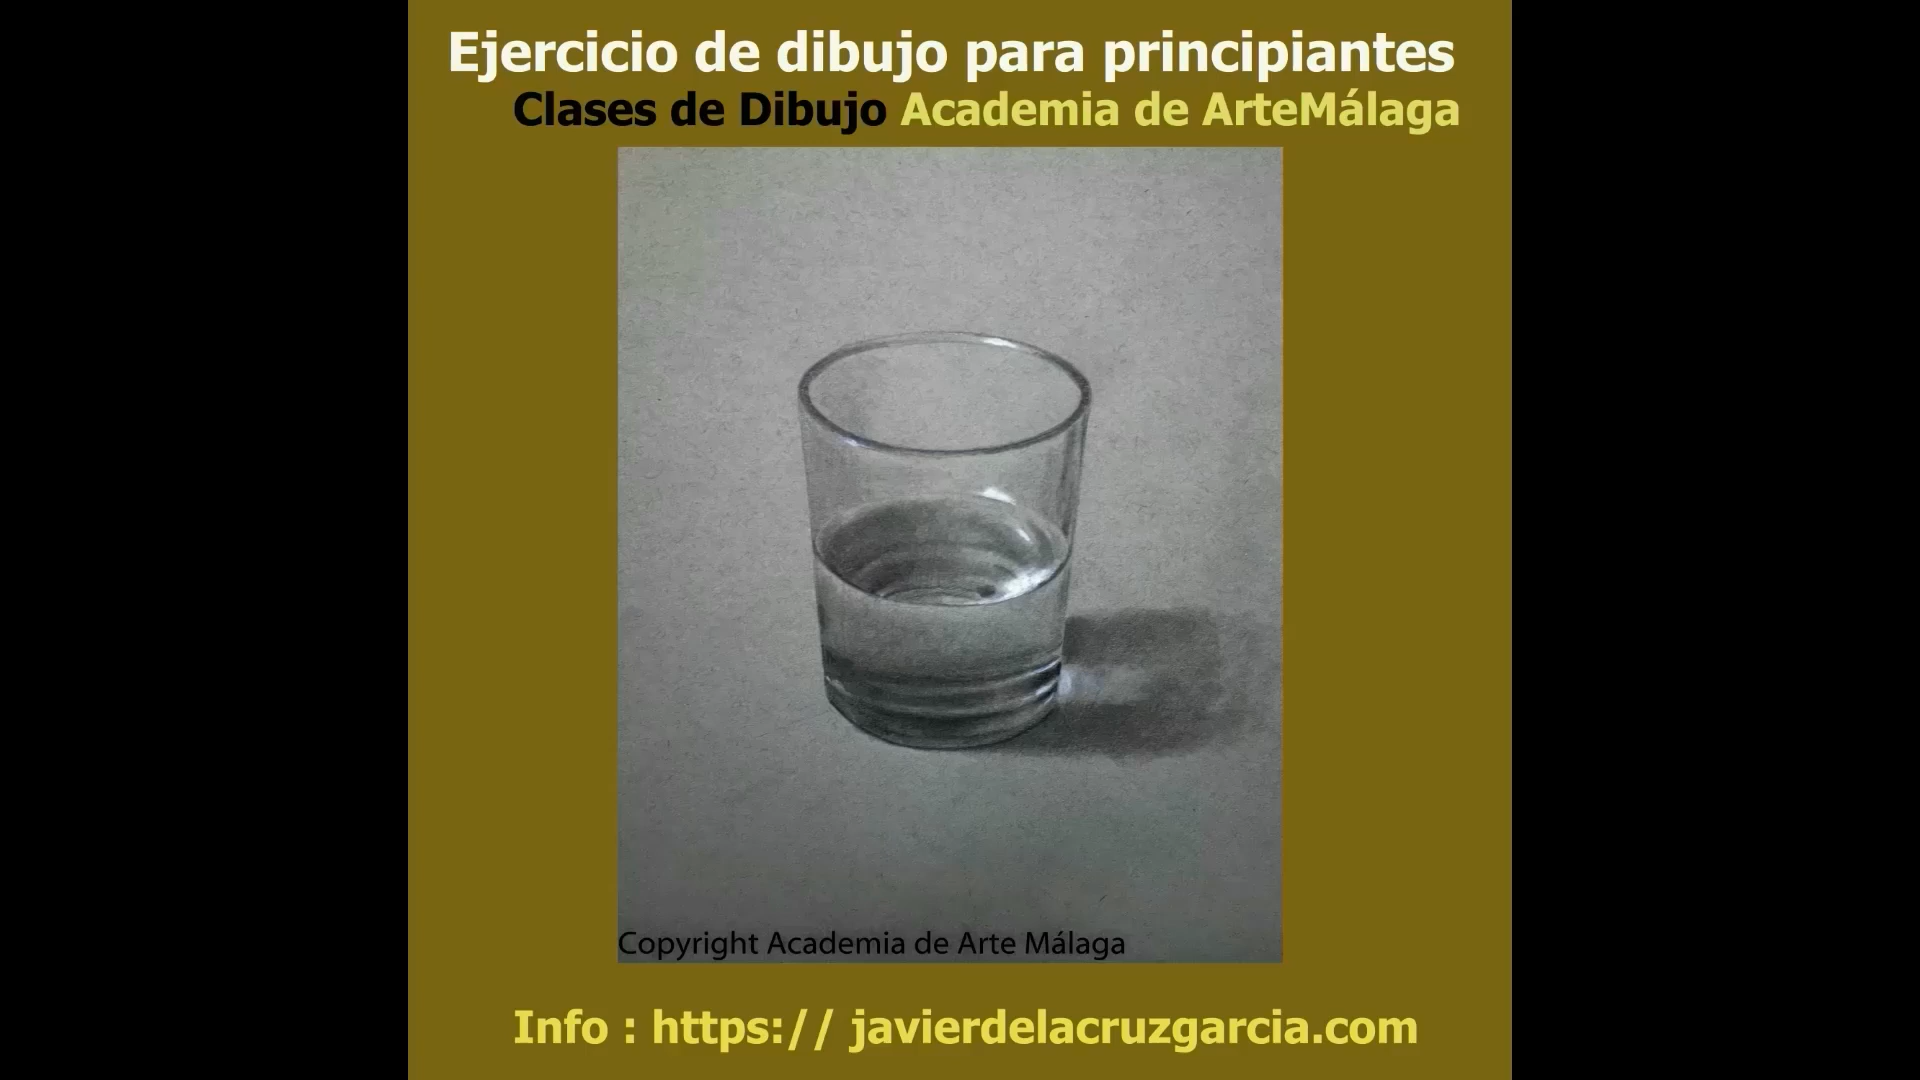 Ejercicio de dibujo para principiantes
Clases de Dibujo Academia de ArteMálaga
Copyright Academia de Arte Málaga
Info : https:// javierdelacruzgarcia.com